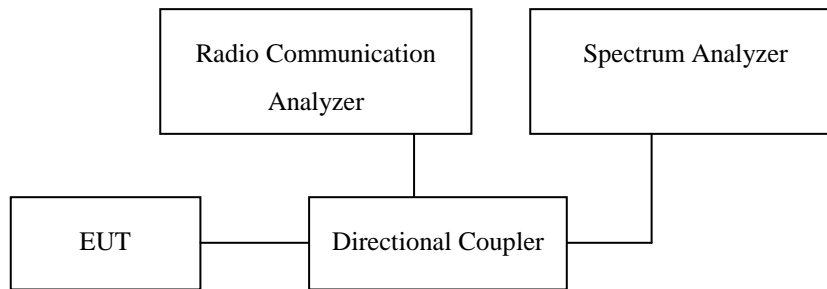 Radio Communication
Analyzer
Spectrum Analyzer
EUT
Directional Coupler